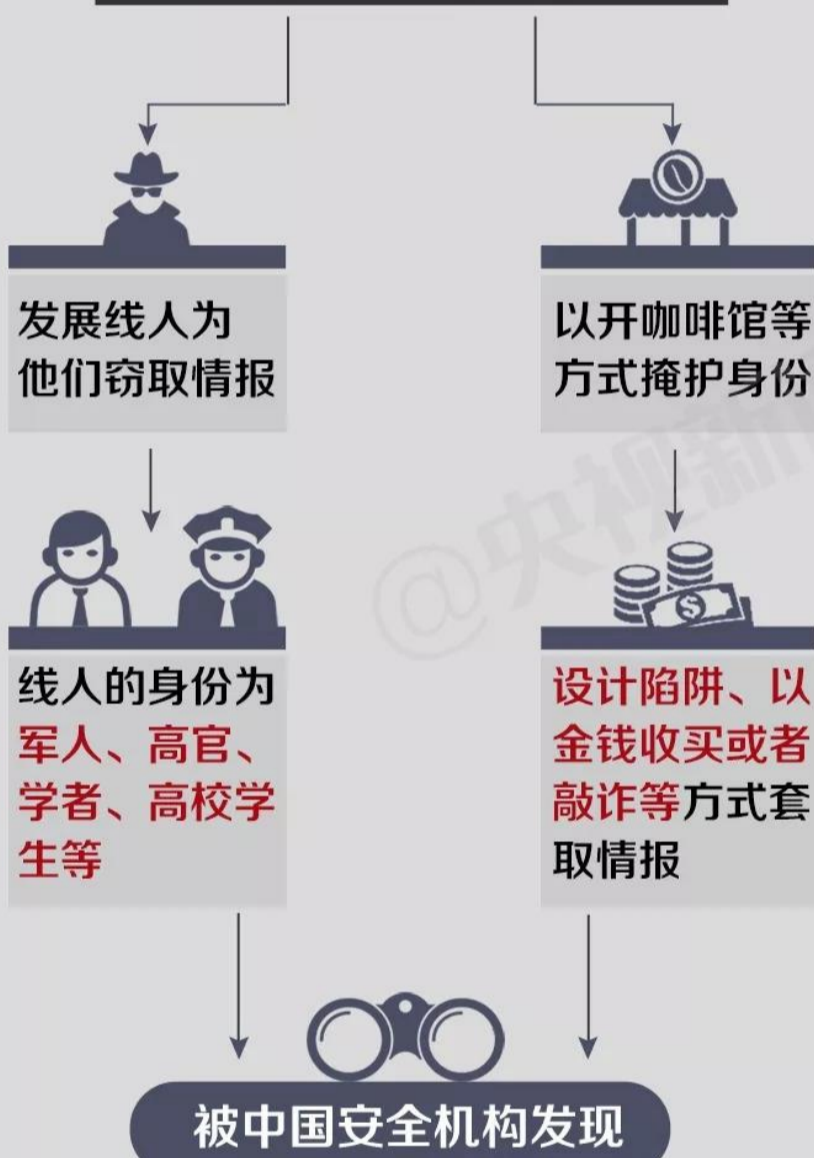 发展线人为
他们窃取情报
以开咖啡馆等
方式掩护身份
@央视新
线人的身份为
军人、高官、
学者、高校学
生等
设计陷阱、以
金钱收买或者
敲诈等方式套
取情报
被中国安全机构发现